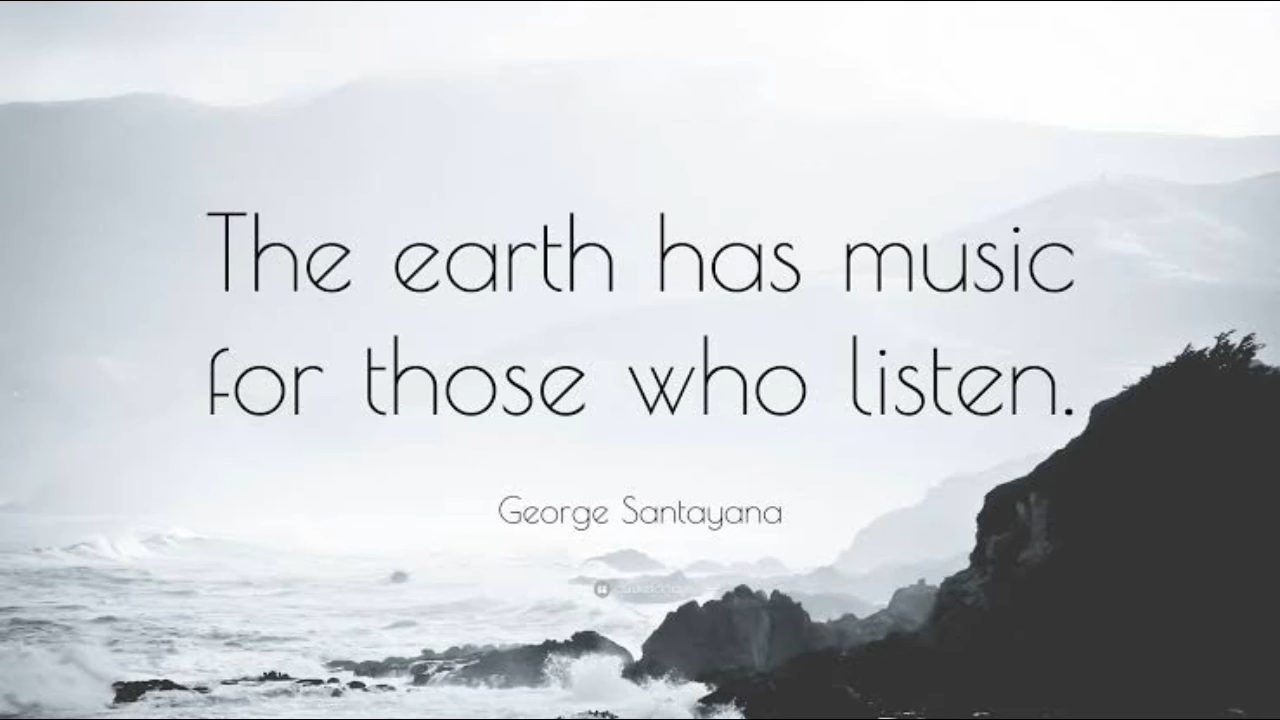 The earth has music
for those who listen.
George Santayana